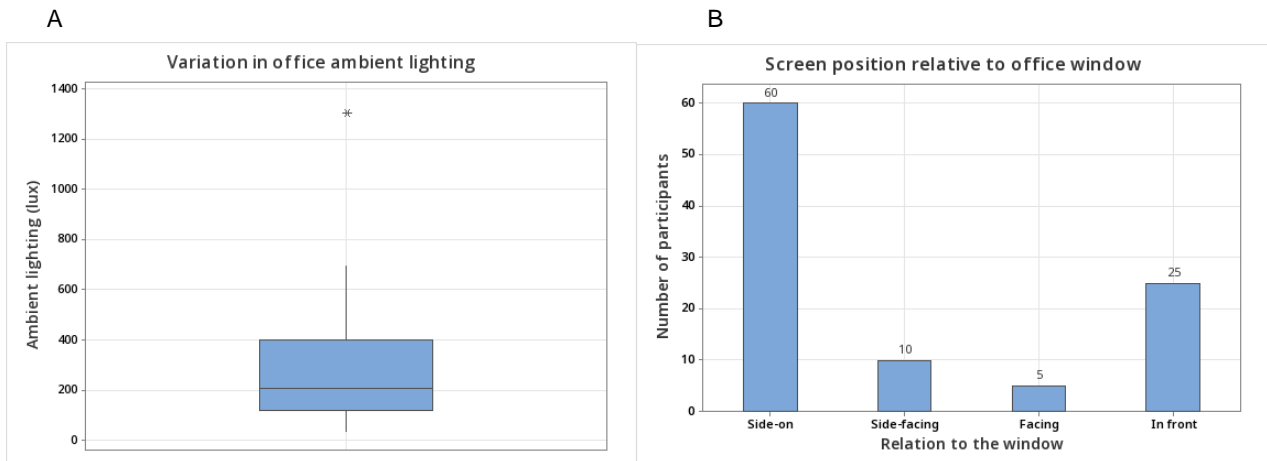 A
Variation in office ambient lighting
Ambient lighting (lux)
1400
1200
1000
800
600
400
200
0
B
Screen position relative to office window
Number of participants
60
50
40
30
20
10
0
60
10
5
25
Side-on Side-facing Facing In front
Relation to the window